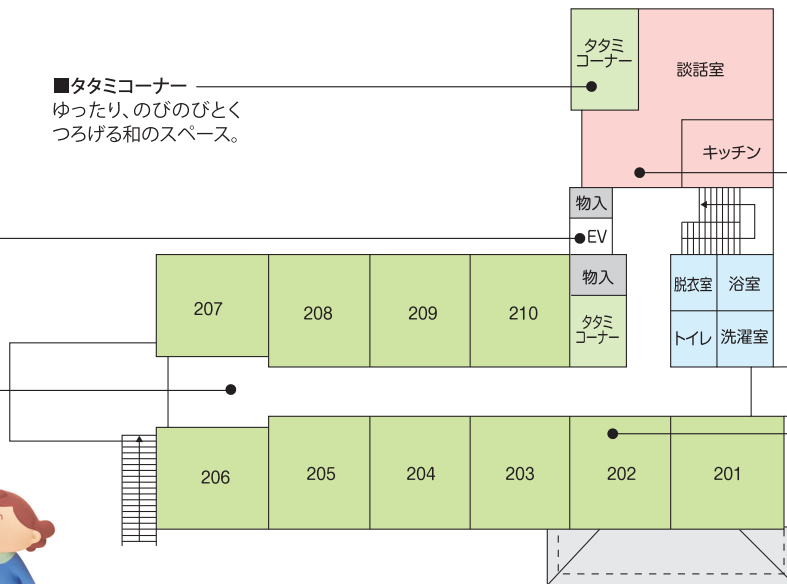 ■タタミコーナー
ゆったり、のびのびとく
つろげる和のスペース。
タタミ
コーナー
談話室
キッチン
物入
EV
物入
タタミ
コーナー
脱衣室
浴室
トイレ
洗濯室
207
208
209
210
206
205
204
203
202
201